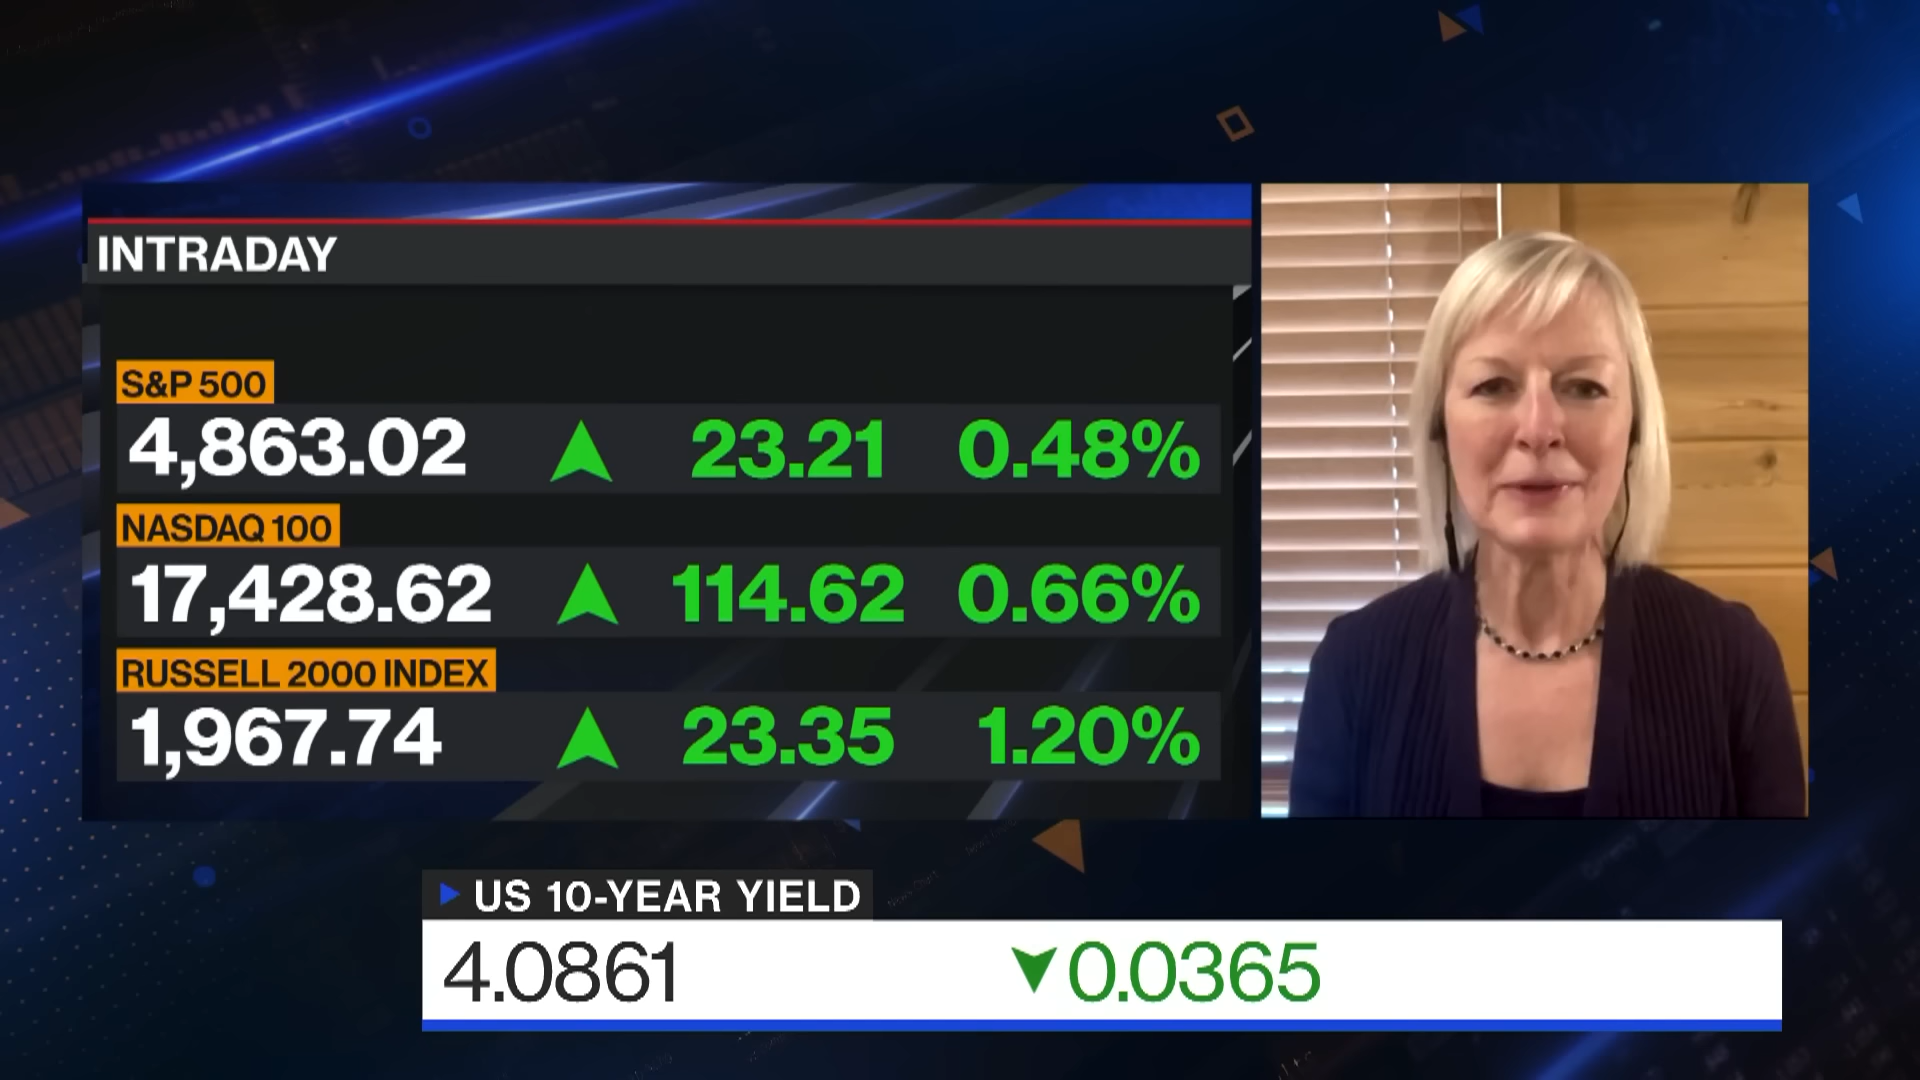 INTRADAY
S&P 500
4,863.02 ▲ 23.21 0.48%
NASDAQ 100
17,428.62 ▲ 114.62 0.66%
RUSSELL 2000 INDEX
1,967.74 ▲ 23.35 1.20%
US 10-YEAR YIELD
4.0861 ▼ 0.0365